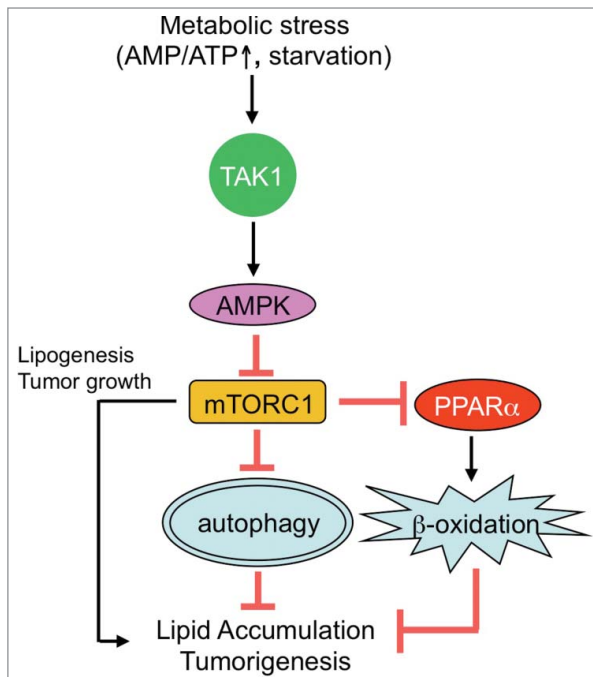 Metabolic stress
(AMP/ATP↑, starvation)
TAK1
AMPK
Lipogenesis
Tumor growth
mTORC1
PPARα
autophagy
β-oxidation
Lipid Accumulation
Tumorigenesis